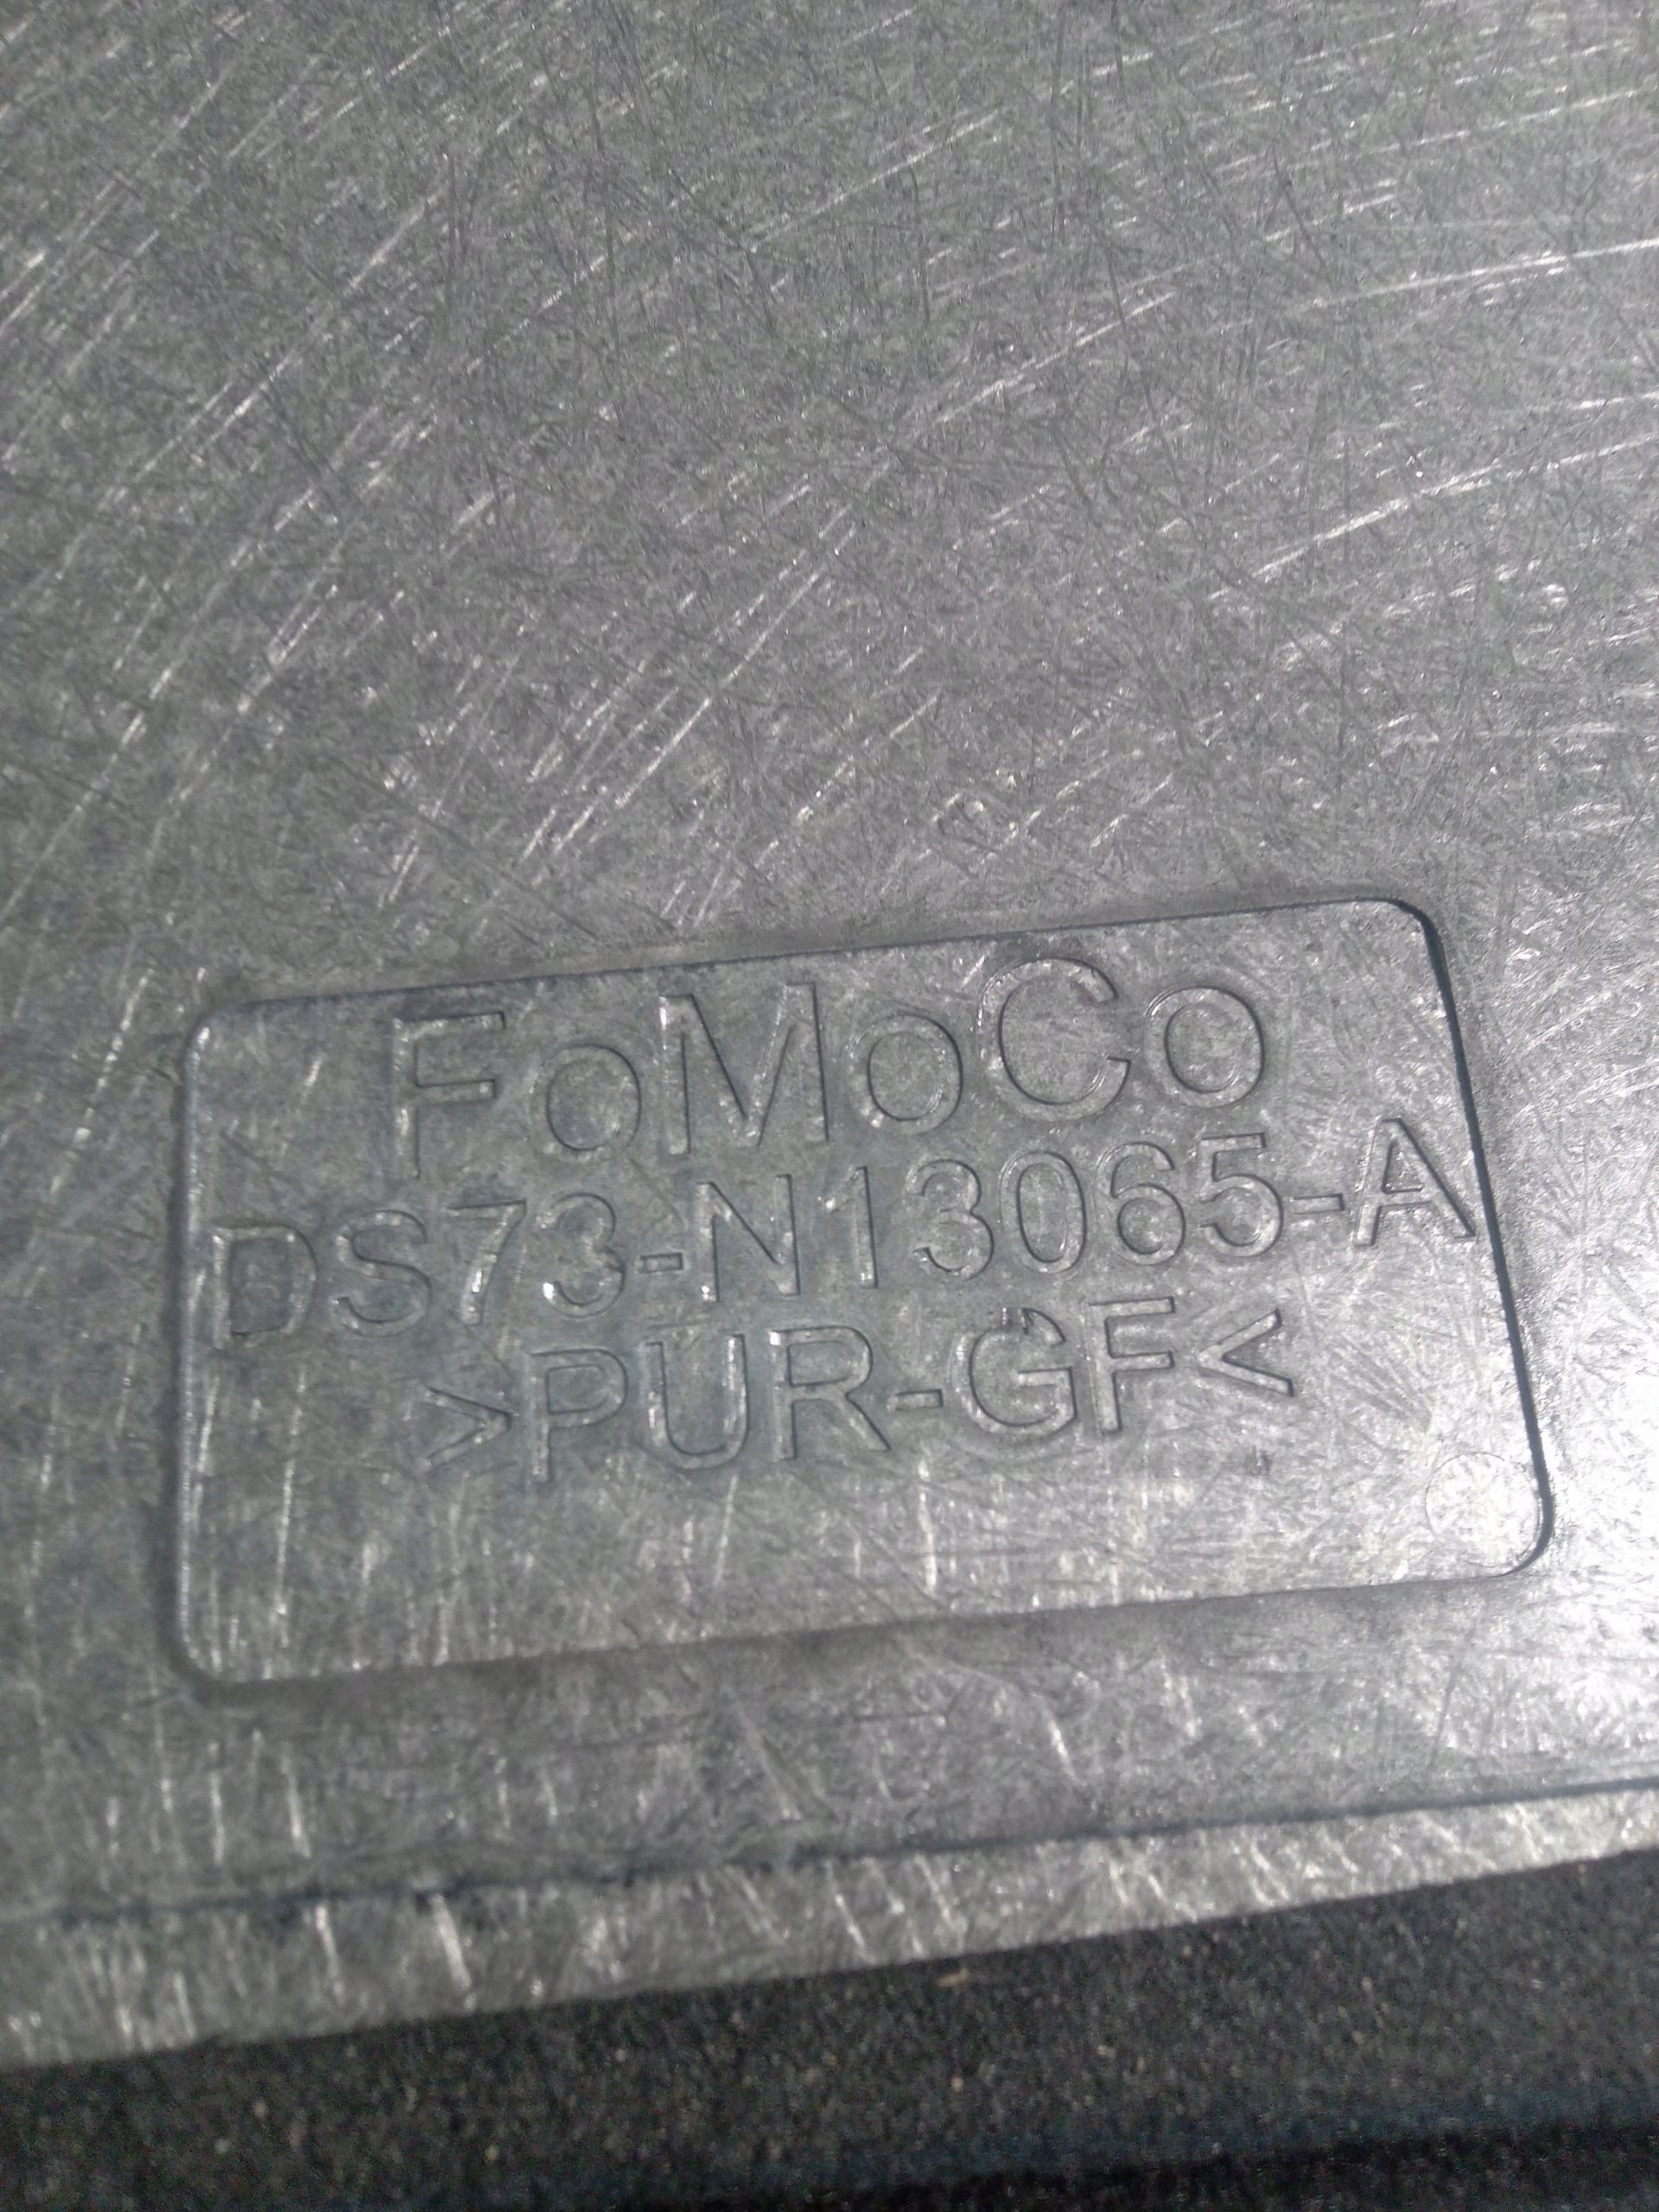 FoMoCo
DS73-N13065-A
>PUR-GF<